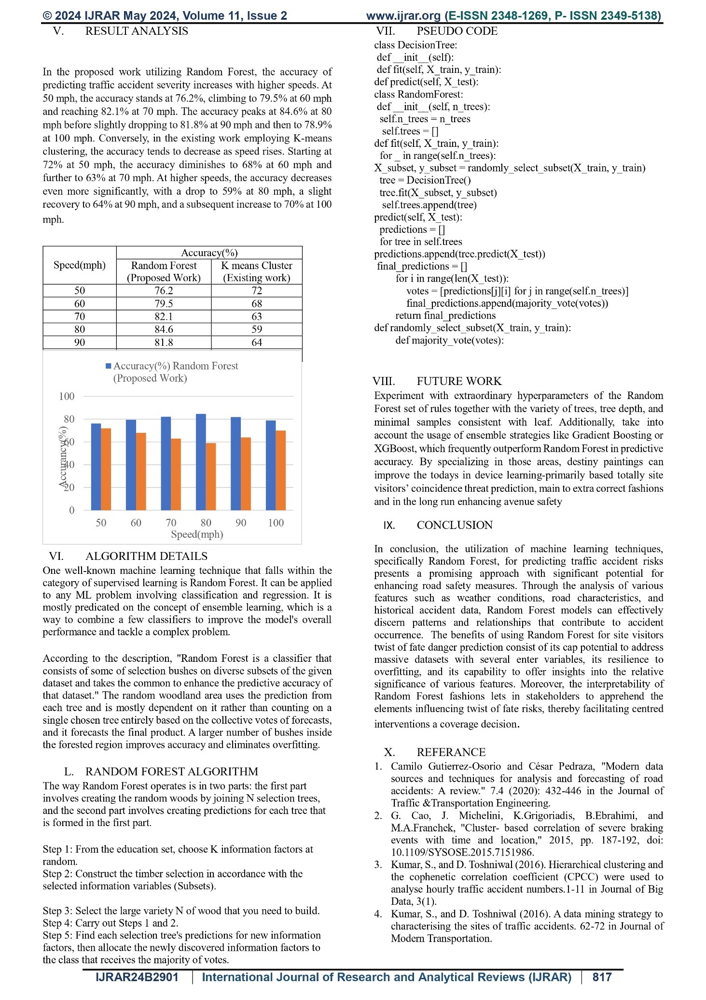 © 2024 IJRAR May 2024, Volume 11, Issue 2 www.ijrar.org (E-ISSN 2348-1269, P- ISSN 2349-5138)
V. RESULT ANALYSIS
In the proposed work utilizing Random Forest, the accuracy of
predicting traffic accident severity increases with higher speeds. At
50 mph, the accuracy stands at 76.2%, climbing to 79.5% at 60 mph
and reaching 82.1% at 70 mph. The accuracy peaks at 84.6% at 80
mph before slightly dropping to 81.8% at 90 mph and then to 78.9%
at 100 mph. Conversely, in the existing work employing K-means
clustering, the accuracy tends to decrease as speed rises. Starting at
72% at 50 mph, the accuracy diminishes to 68% at 60 mph and
further to 63% at 70 mph. At higher speeds, the accuracy decreases
even more significantly, with a drop to 59% at 80 mph, a slight
recovery to 64% at 90 mph, and a subsequent increase to 70% at 100
mph.
Speed(mph) Accuracy(%)
Random Forest K means Cluster
(Proposed Work) (Existing work)
50 76.2 72
60 79.5 68
70 82.1 63
80 84.6 59
90 81.8 64
Accuracy(%) Random Forest
(Proposed Work)
Accurancy(%)
100
80
60
40
20
0
50 60 70 80 90 100
Speed(mph)
VI. ALGORITHM DETAILS
One well-known machine learning technique that falls within the
category of supervised learning is Random Forest. It can be applied
to any ML problem involving classification and regression. It is
mostly predicated on the concept of ensemble learning, which is a
way to combine a few classifiers to improve the model's overall
performance and tackle a complex problem.
According to the description, "Random Forest is a classifier that
consists of some of selection bushes on diverse subsets of the given
dataset and takes the common to enhance the predictive accuracy of
that dataset." The random woodland area uses the prediction from
each tree and is mostly dependent on it rather than counting on a
single chosen tree entirely based on the collective votes of forecasts,
and it forecasts the final product. A larger number of bushes inside
the forested region improves accuracy and eliminates overfitting.
L. RANDOM FOREST ALGORITHM
The way Random Forest operates is in two parts: the first part
involves creating the random woods by joining N selection trees,
and the second part involves creating predictions for each tree that
is formed in the first part.
Step 1: From the education set, choose K information factors at
random.
Step 2: Construct the timber selection in accordance with the
selected information variables (Subsets).
Step 3: Select the large variety N of wood that you need to build.
Step 4: Carry out Steps 1 and 2.
Step 5: Find each selection tree's predictions for new information
factors, then allocate the newly discovered information factors to
the class that receives the majority of votes.
VII. PSEUDO CODE
class DecisionTree:
def __init__(self):
def fit(self, X_train, y_train):
def predict(self, X_test):
class RandomForest:
def __init__(self, n_trees):
self.n_trees = n_trees
self.trees = []
def fit(self, X_train, y_train):
for _ in range(self.n_trees):
X_subset, y_subset = randomly_select_subset(X_train, y_train)
tree = DecisionTree()
tree.fit(X_subset, y_subset)
self.trees.append(tree)
predict(self, X_test):
predictions = []
for tree in self.trees
predictions.append(tree.predict(X_test))
final_predictions = []
for i in range(len(X_test)):
votes = [predictions[j][i] for j in range(self.n_trees)]
final_predictions.append(majority_vote(votes))
return final_predictions
def randomly_select_subset(X_train, y_train):
def majority_vote(votes):
VIII. FUTURE WORK
Experiment with extraordinary hyperparameters of the Random
Forest set of rules together with the variety of trees, tree depth, and
minimal samples consistent with leaf. Additionally, take into
account the usage of ensemble strategies like Gradient Boosting or
XGBoost, which frequently outperform Random Forest in predictive
accuracy. By specializing in those areas, destiny paintings can
improve the todays in device learning-primarily based totally site
visitors’ coincidence threat prediction, main to extra correct fashions
and in the long run enhancing avenue safety
IX. CONCLUSION
In conclusion, the utilization of machine learning techniques,
specifically Random Forest, for predicting traffic accident risks
presents a promising approach with significant potential for
enhancing road safety measures. Through the analysis of various
features such as weather conditions, road characteristics, and
historical accident data, Random Forest models can effectively
discern patterns and relationships that contribute to accident
occurrence. The benefits of using Random Forest for site visitors
twist of fate danger prediction consist of its cap potential to address
massive datasets with several enter variables, its resilience to
overfitting, and its capability to offer insights into the relative
significance of various features. Moreover, the interpretability of
Random Forest fashions lets in stakeholders to apprehend the
elements influencing twist of fate risks, thereby facilitating centred
interventions a coverage decision.
X. REFERANCE
1. Camilo Gutierrez-Osorio and César Pedraza, "Modern data
sources and techniques for analysis and forecasting of road
accidents: A review." 7.4 (2020): 432-446 in the Journal of
Traffic &Transportation Engineering.
2. G. Cao, J. Michelini, K.Grigoriadis, B.Ebrahimi, and
M.A.Franchek, "Cluster- based correlation of severe braking
events with time and location," 2015, pp. 187-192, doi:
10.1109/SYSOSE.2015.7151986.
3. Kumar, S., and D. Toshniwal (2016). Hierarchical clustering and
the cophenetic correlation coefficient (CPCC) were used to
analyse hourly traffic accident numbers.1-11 in Journal of Big
Data, 3(1).
4. Kumar, S., and D. Toshniwal (2016). A data mining strategy to
characterising the sites of traffic accidents. 62-72 in Journal of
Modern Transportation.
IJRAR24B2901 International Journal of Research and Analytical Reviews (IJRAR) 817